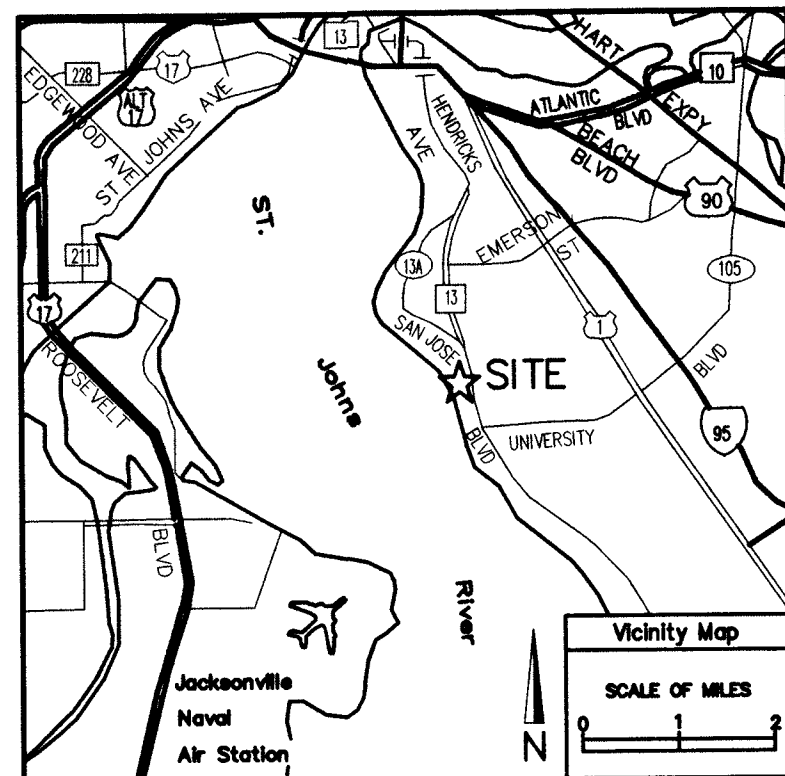 13
HART
EXPY
10
228
17
ALT
17
EDGEWOOD AVE
ST JOHNS AVE
HENDRICKS
AVE
ATLANTIC
BLVD
BEACH
BLVD
90
ST.
EMERSON
ST
211
13A
13
105
17
SAN JOSE
1
ROOSEVELT
Johns
SITE
BLVD
BLVD
UNIVERSITY
95
BLVD
River
Vicinity Map
Jacksonville
Naval
Air Station
SCALE OF MILES
0 1 2
N